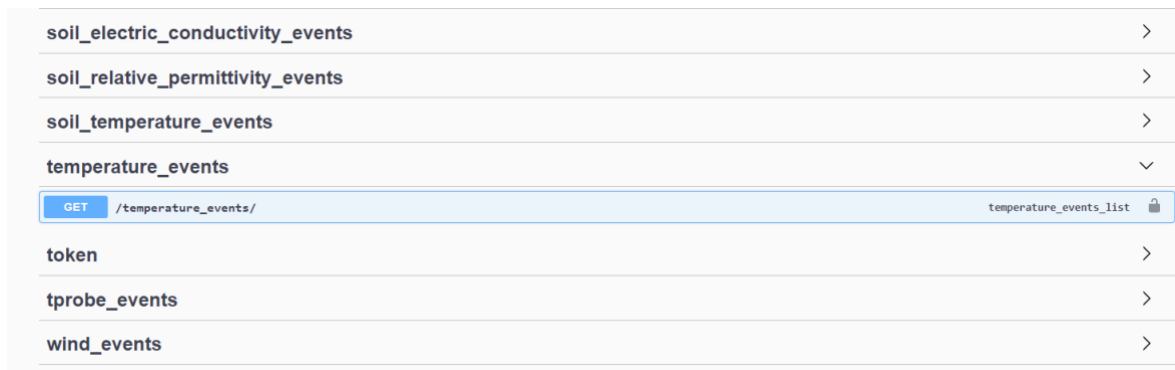 soil_electric_conductivity_events
soil_relative_permittivity_events
soil_temperature_events
temperature_events
GET /temperature_events/ temperature_events_list
token
tprobe_events
wind_events